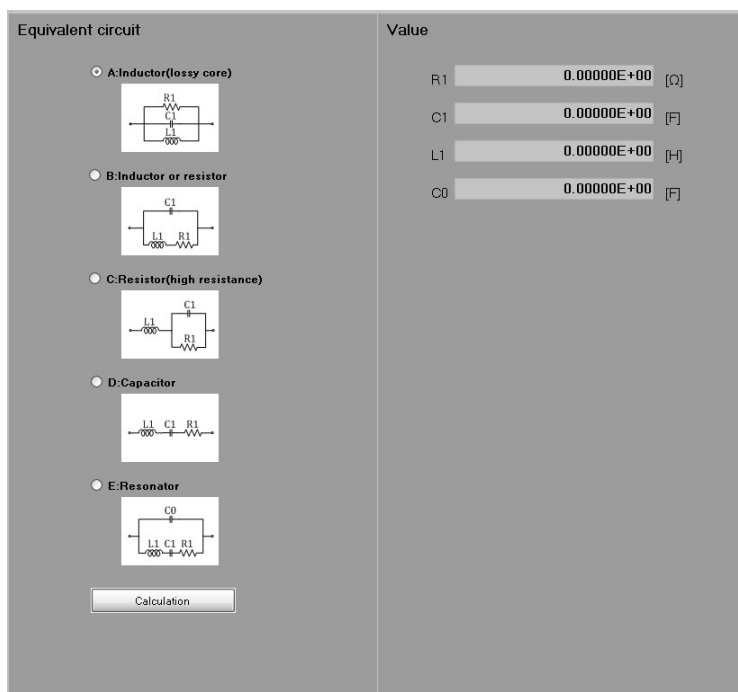 Equivalent circuit
A:Inductor(lossy core)
R1
C1
L1
B:Inductor or resistor
C1
L1 R1
C:Resistor(high resistance)
C1
L1
R1
D:Capacitor
L1 C1 R1
E:Resonator
C0
L1 C1 R1
Calculation
Value
R1 0.00000E+00 [Ω]
C1 0.00000E+00 [F]
L1 0.00000E+00 [H]
C0 0.00000E+00 [F]